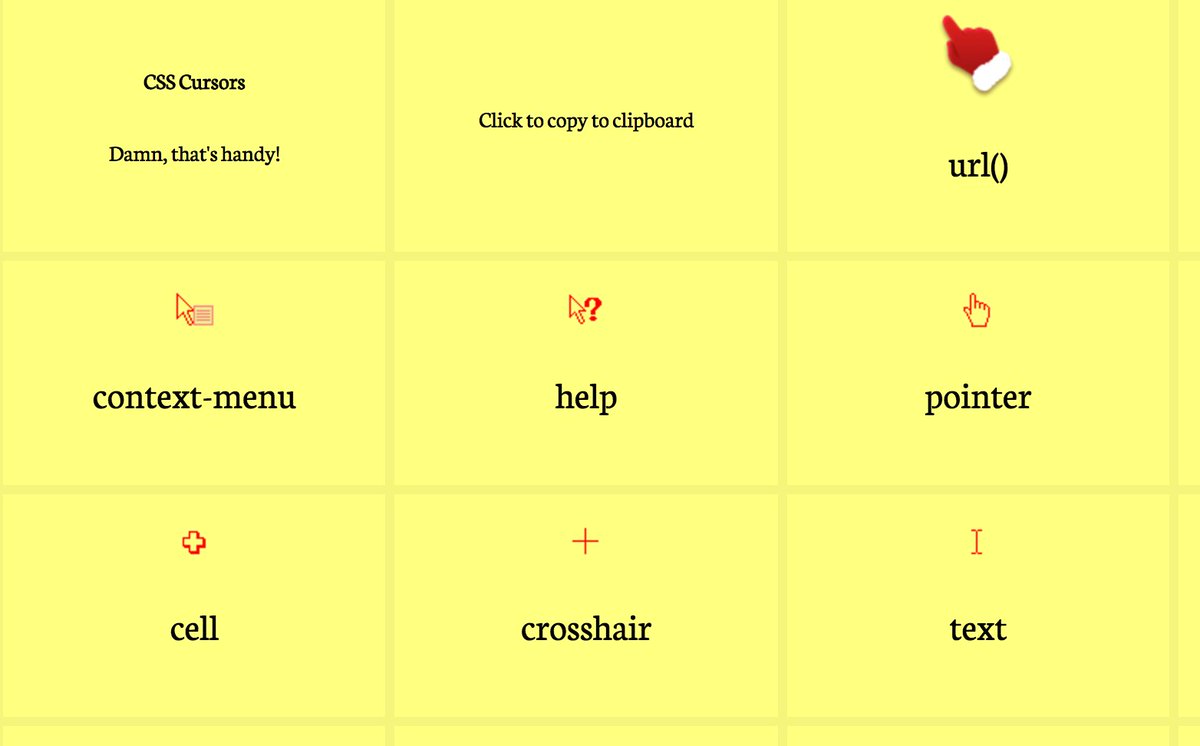 CSS Cursors
Damn, that's handy!
Click to copy to clipboard
url()
context-menu
help
pointer
cell
crosshair
text